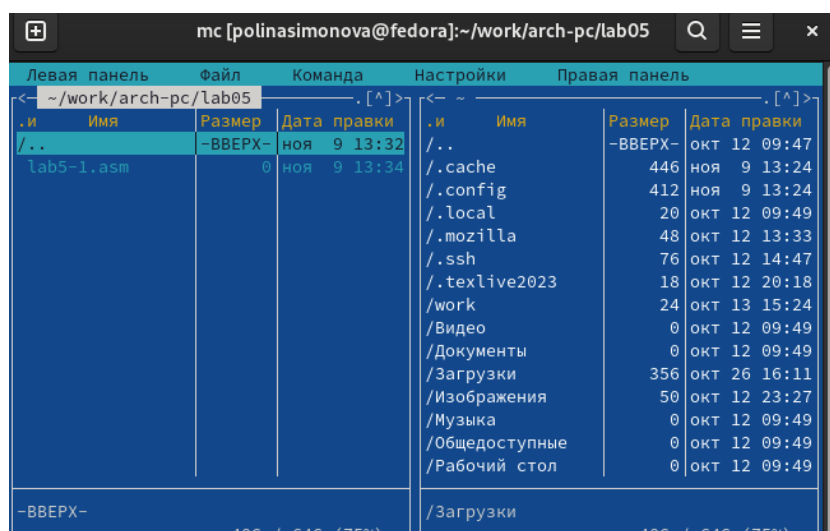 mc [polinasimonova@fedora]:~/work/arch-pc/lab05
Левая панель Файл Команда Настройки Правая панель
<— ~/work/arch-pc/lab05 .[^]>
.и Имя Размер Дата правки
/.. -ВВЕРХ- ноя 9 13:32
lab5-1.asm 0 ноя 9 13:34
-ВВЕРХ-
<— ~ .[^]>
.и Имя Размер Дата правки
/.. -ВВЕРХ- окт 12 09:47
/.cache 446 ноя 9 13:24
/.config 412 ноя 9 13:24
/.local 20 окт 12 09:49
/.mozilla 48 окт 12 13:33
/.ssh 76 окт 12 14:47
/.texlive2023 18 окт 12 20:18
/work 24 окт 13 15:24
/Видео 0 окт 12 09:49
/Документы 0 окт 12 09:49
/Загрузки 356 окт 26 16:11
/Изображения 50 окт 12 23:27
/Музыка 0 окт 12 09:49
/Общедоступные 0 окт 12 09:49
/Рабочий стол 0 окт 12 09:49
/Загрузки